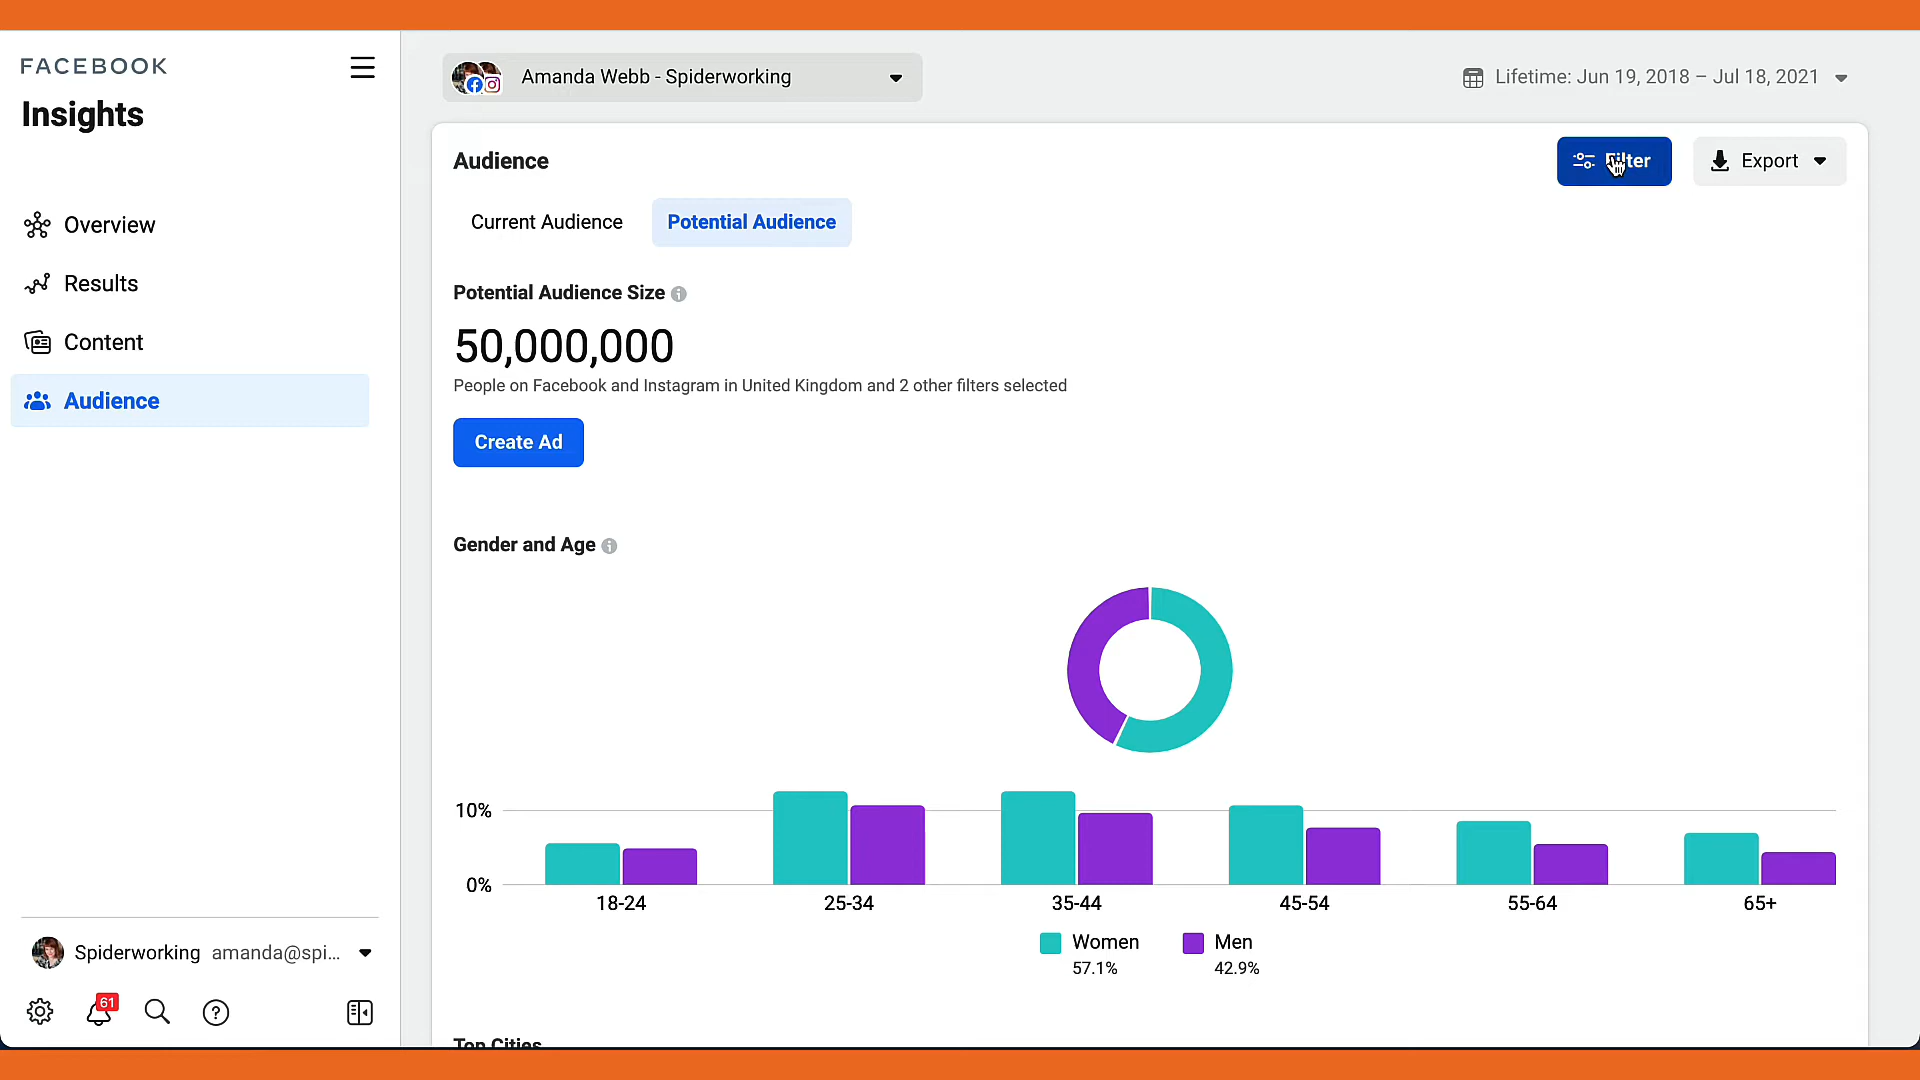 FACEBOOK
Insights
Overview
Results
Content
Audience
Spiderworking amanda@spi...
61
Amanda Webb - Spiderworking
Lifetime: Jun 19, 2018 – Jul 18, 2021
Audience
Filter
Export
Current Audience
Potential Audience
Potential Audience Size
50,000,000
People on Facebook and Instagram in United Kingdom and 2 other filters selected
Create Ad
Gender and Age
10%
0%
18-24
25-34
35-44
45-54
55-64
65+
Women
57.1%
Men
42.9%
Top Cities